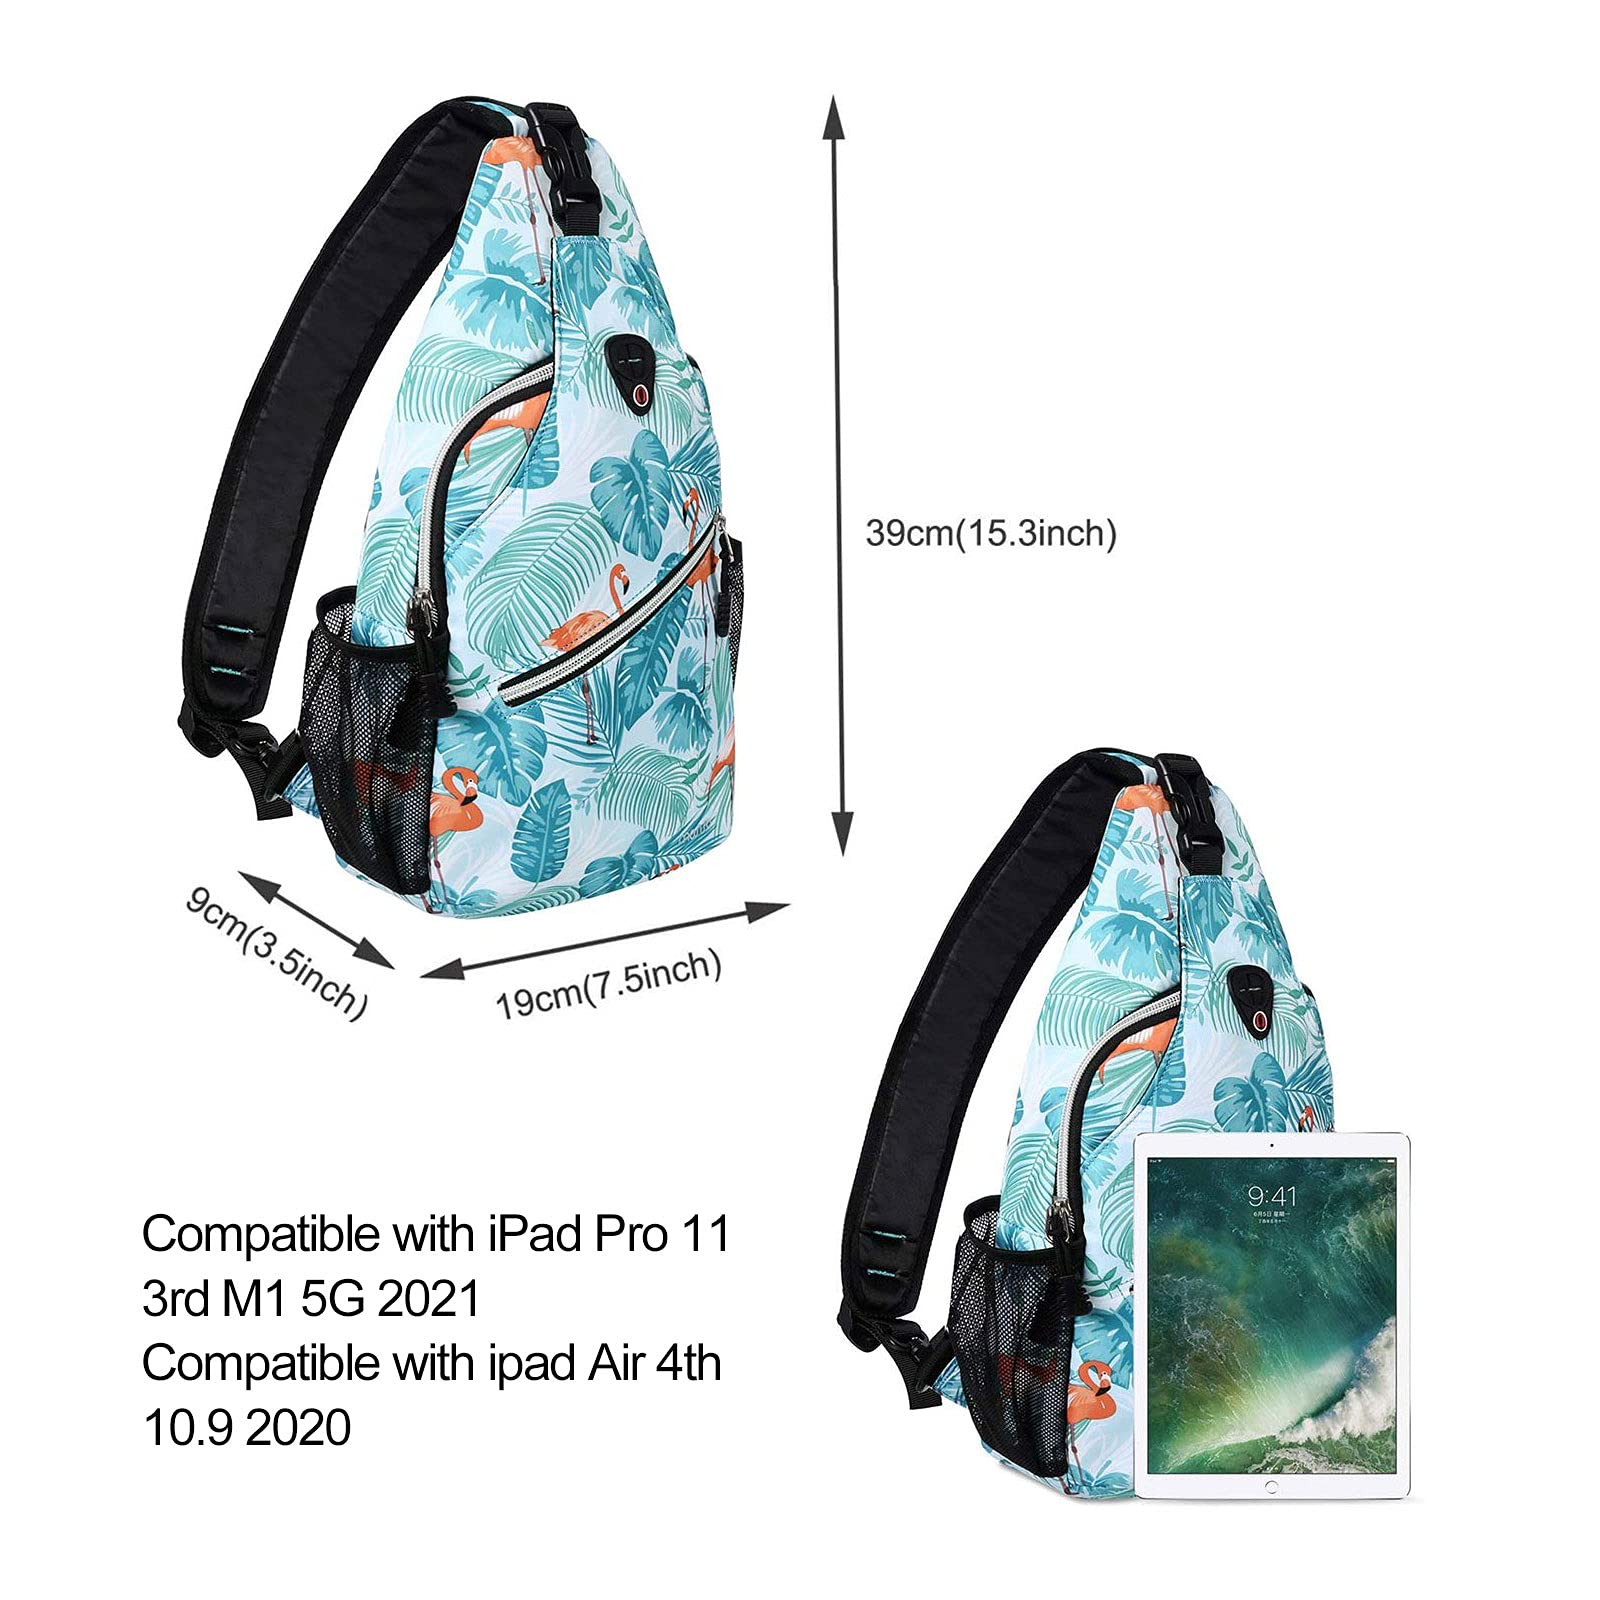 39cm(15.3inch)
9cm(3.5inch)
19cm(7.5inch)
Compatible with iPad Pro 11
3rd M1 5G 2021
Compatible with ipad Air 4th
10.9 2020
9:41